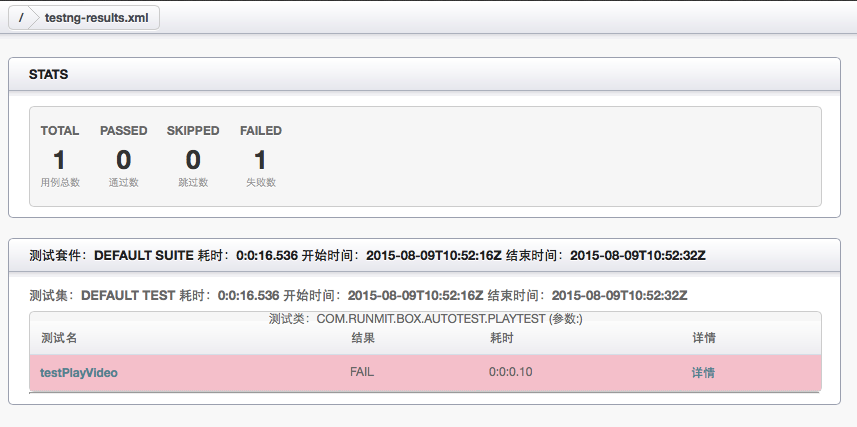 / testng-results.xml
STATS
TOTAL PASSED SKIPPED FAILED
1 0 0 1
用例总数 通过数 跳过数 失败数
测试套件：DEFAULT SUITE 耗时：0:0:16.536 开始时间：2015-08-09T10:52:16Z 结束时间：2015-08-09T10:52:32Z
测试集：DEFAULT TEST 耗时：0:0:16.536 开始时间：2015-08-09T10:52:16Z 结束时间：2015-08-09T10:52:32Z
测试类：COM.RUNMIT.BOX.AUTOTEST.PLAYTEST (参数:)
测试名 结果 耗时 详情
testPlayVideo FAIL 0:0:0.10 详情